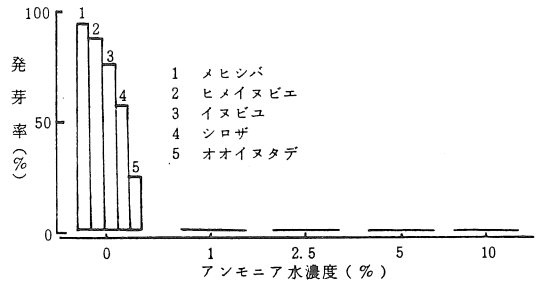 100
50
0
発芽率(%)
1
2
3
4
5
1 メヒシバ
2 ヒメイヌビエ
3 イヌビユ
4 シロザ
5 オオイヌタデ
0 1 2.5 5 10
アンモニア水濃度(%)